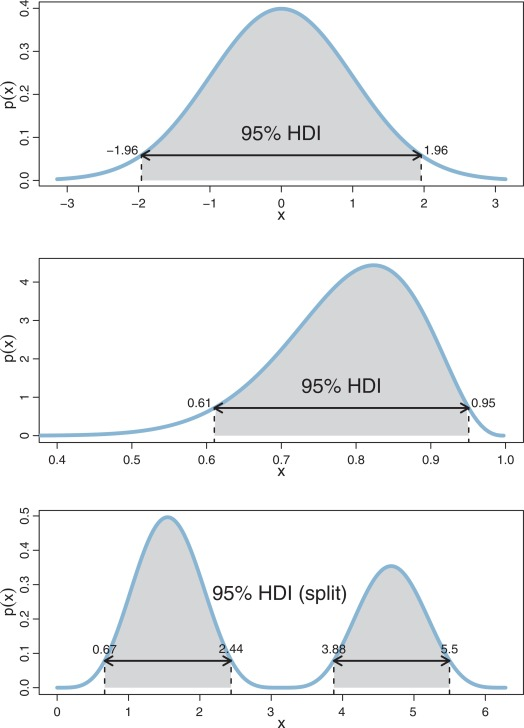 0.4
0.3
0.2
0.1
0.0
p(x)
95% HDI
−1.96
1.96
−3 −2 −1 0 1 2 3
x
4
3
2
1
0
p(x)
95% HDI
0.61
0.95
0.4 0.5 0.6 0.7 0.8 0.9 1.0
x
0.5
0.4
0.3
0.2
0.1
0.0
p(x)
95% HDI (split)
0.67 2.44 3.88 5.5
0 1 2 3 4 5 6
x